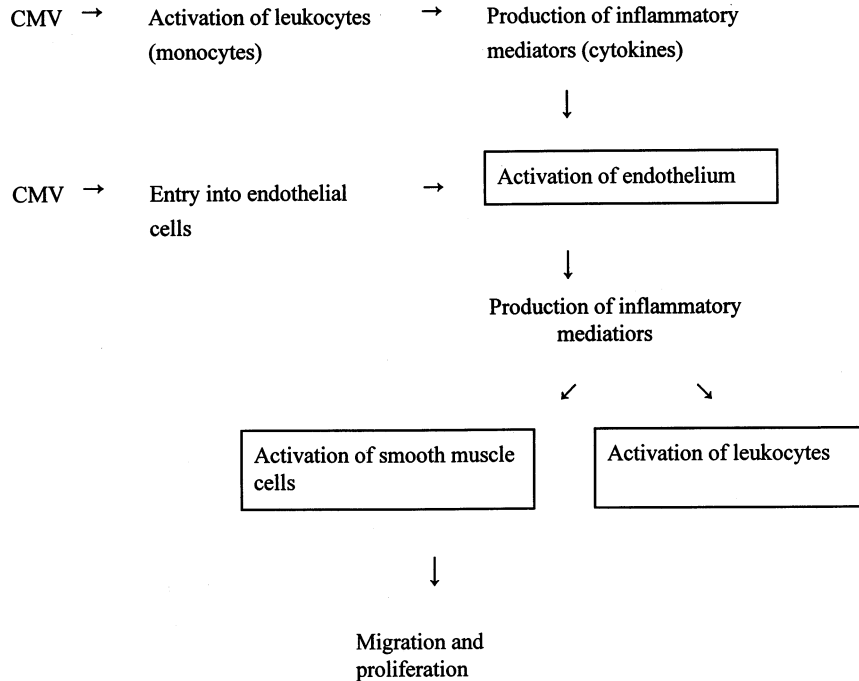 CMV → Activation of leukocytes → Production of inflammatory
(monocytes) mediators (cytokines)
↓
CMV → Entry into endothelial → Activation of endothelium
cells
↓
Production of inflammatory
mediatiors
↙ ↘
Activation of smooth muscle Activation of leukocytes
cells
↓
Migration and
proliferation